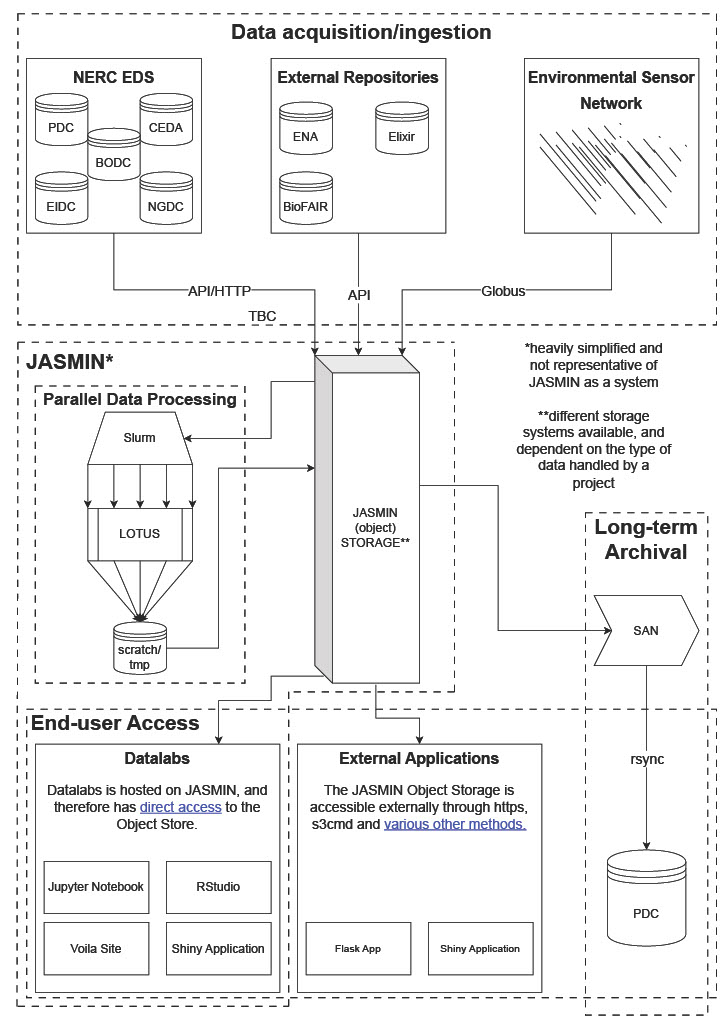 Data acquisition/ingestion
NERC EDS
PDC
CEDA
BODC
EIDC
NGDC
External Repositories
ENA
Elixir
BioFAIR
Environmental Sensor
Network
API/HTTP
API
Globus
TBC
*heavily simplified and
not representative of
JASMIN as a system
**different storage
systems available, and
dependent on the type of
data handled by a
project
JASMIN*
Parallel Data Processing
Slurm
LOTUS
scratch/
tmp
JASMIN
(object)
STORAGE**
Long-term
Archival
SAN
rsync
PDC
End-user Access
Datalabs
Datalabs is hosted on JASMIN, and
therefore has direct access to the
Object Store.
Jupyter Notebook
RStudio
Voila Site
Shiny Application
External Applications
The JASMIN Object Storage is
accessible externally through https,
s3cmd and various other methods.
Flask App
Shiny Application